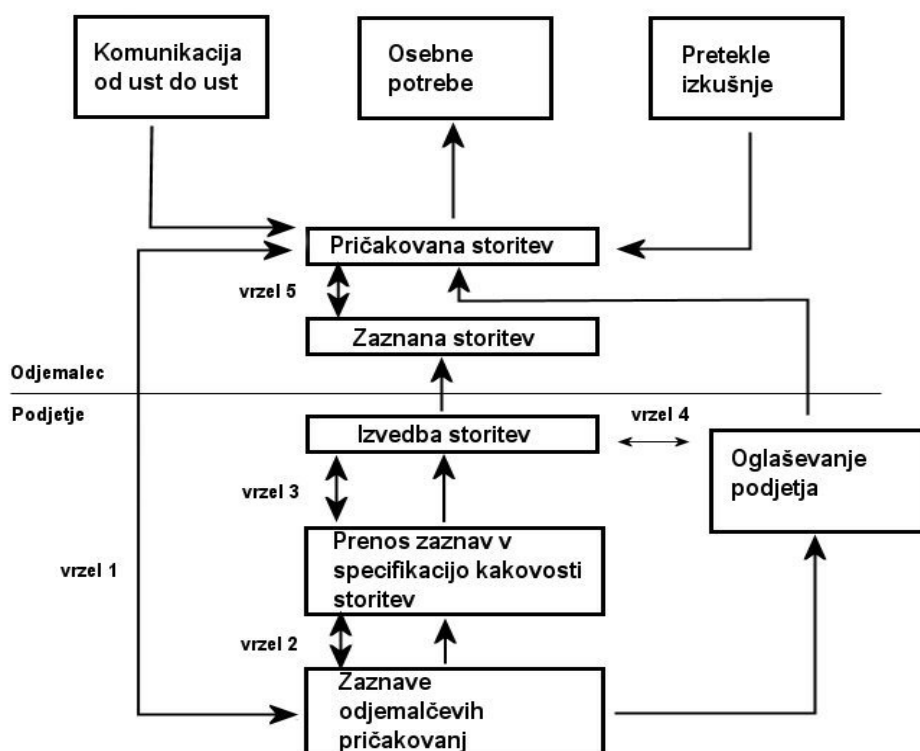 Komunikacija
od ust do ust
Osebne
potrebe
Pretekle
izkušnje
Pričakovana storitev
vrzel 5
Zaznana storitev
Odjemalec
Podjetje
Izvedba storitev
vrzel 4
Oglaševanje
podjetja
vrzel 3
Prenos zaznav v
specifikacijo kakovosti
storitev
vrzel 1
vrzel 2
Zaznave
odjemalčevih
pričakovanj